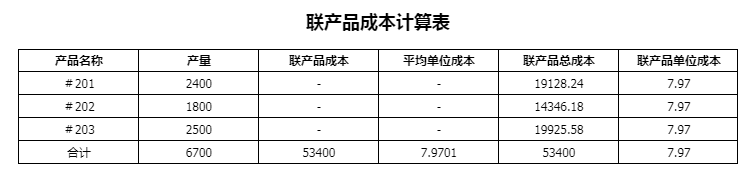 联产品成本计算表
产品名称 产量 联产品成本 平均单位成本 联产品总成本 联产品单位成本
#201 2400 - - 19128.24 7.97
#202 1800 - - 14346.18 7.97
#203 2500 - - 19925.58 7.97
合计 6700 53400 7.9701 53400 7.97